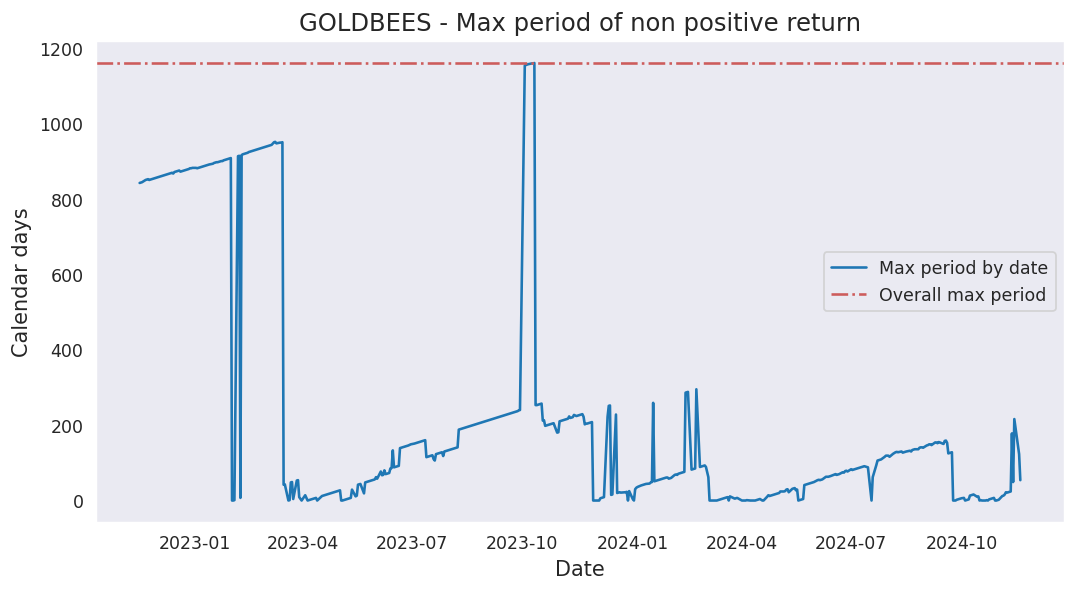 GOLDBEES - Max period of non positive return
1200
1000
800
600
400
200
0
Calendar days
Max period by date
Overall max period
2023-01 2023-04 2023-07 2023-10 2024-01 2024-04 2024-07 2024-10
Date